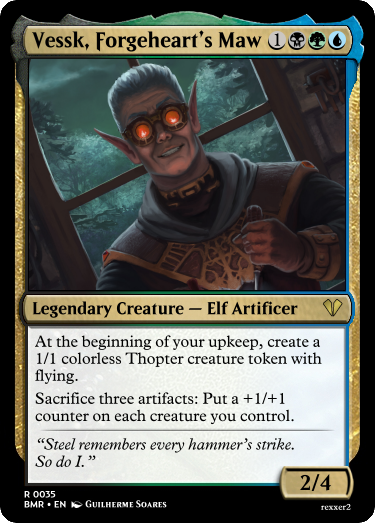 Vessk, Forgeheart's Maw 1
Legendary Creature — Elf Artificer
At the beginning of your upkeep, create a
1/1 colorless Thopter creature token with
flying.
Sacrifice three artifacts: Put a +1/+1
counter on each creature you control.
“Steel remembers every hammer's strike.
So do I.”
2/4
R 0035
BMR • EN Guilherme Soares
rexxer2